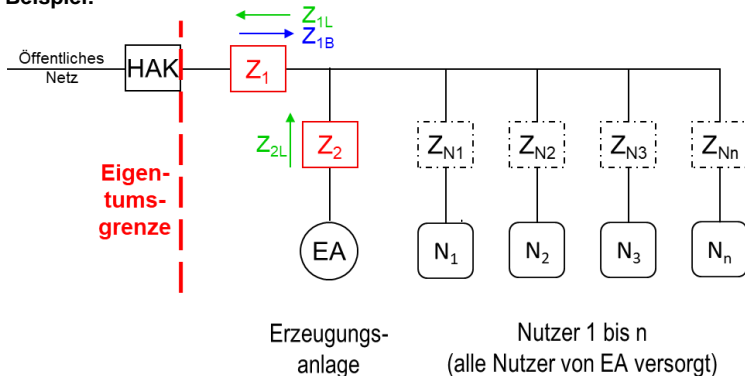 Beispiel:
Z1L
Z1B
Öffentliches
Netz
HAK
Z1
Z2L
Z2
ZN1
ZN2
ZN3
ZNn
Eigen-
tums-
grenze
EA
N1
N2
N3
Nn
Erzeugungs-
anlage
Nutzer 1 bis n
(alle Nutzer von EA versorgt)